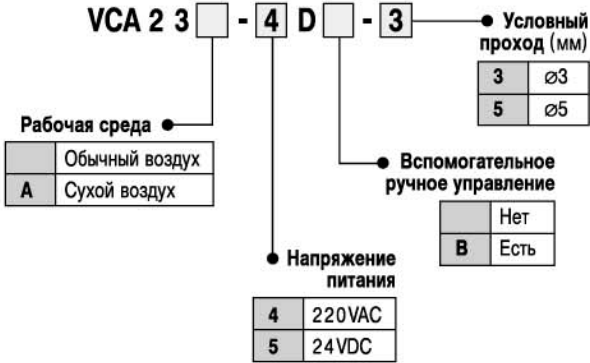 VCA 2 3 - 4 D - 3
Условный
проход (мм)
3 ∅3
5 ∅5
Рабочая среда
Обычный воздух
A Сухой воздух
Вспомогательное
ручное управление
Нет
B Есть
Напряжение
питания
4 220VAC
5 24VDC